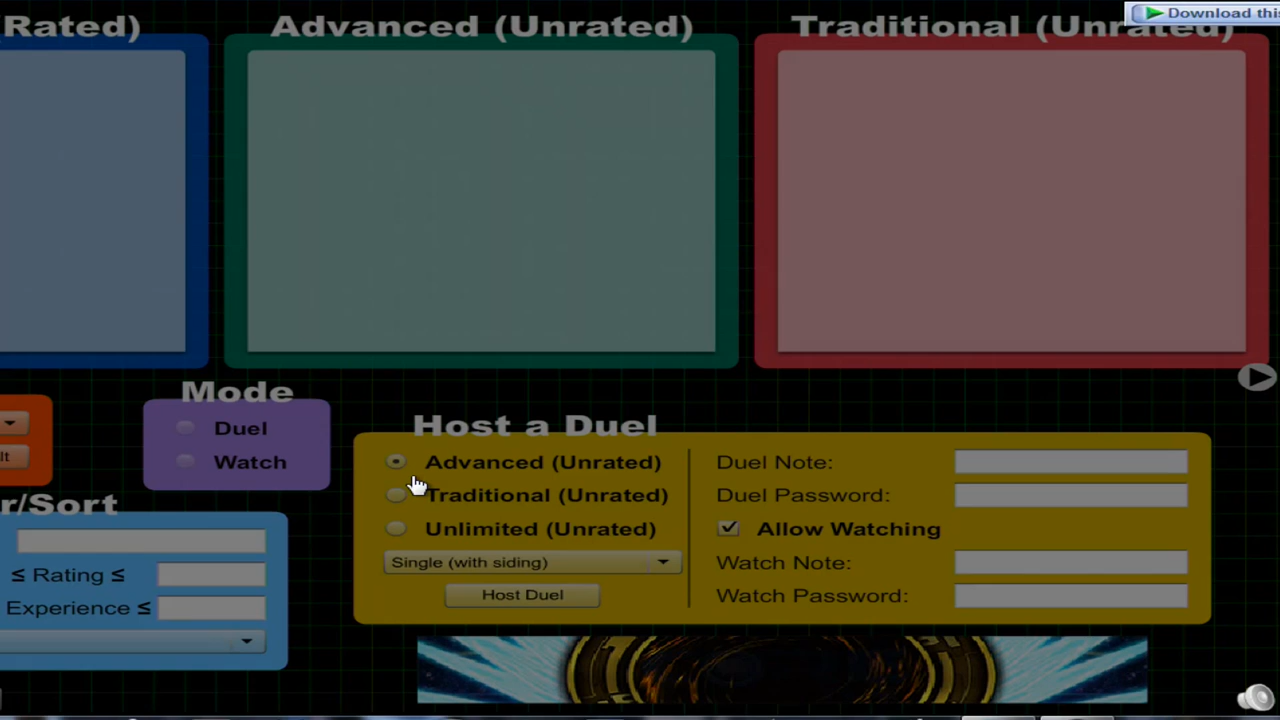 (Rated)
Advanced (Unrated)
Traditional (Unrated)
Download this
Mode
Duel
Watch
lt
r/Sort
≤ Rating ≤
Experience ≤
Host a Duel
Advanced (Unrated)
Traditional (Unrated)
Unlimited (Unrated)
Single (with siding)
Host Duel
Duel Note:
Duel Password:
Allow Watching
Watch Note:
Watch Password: